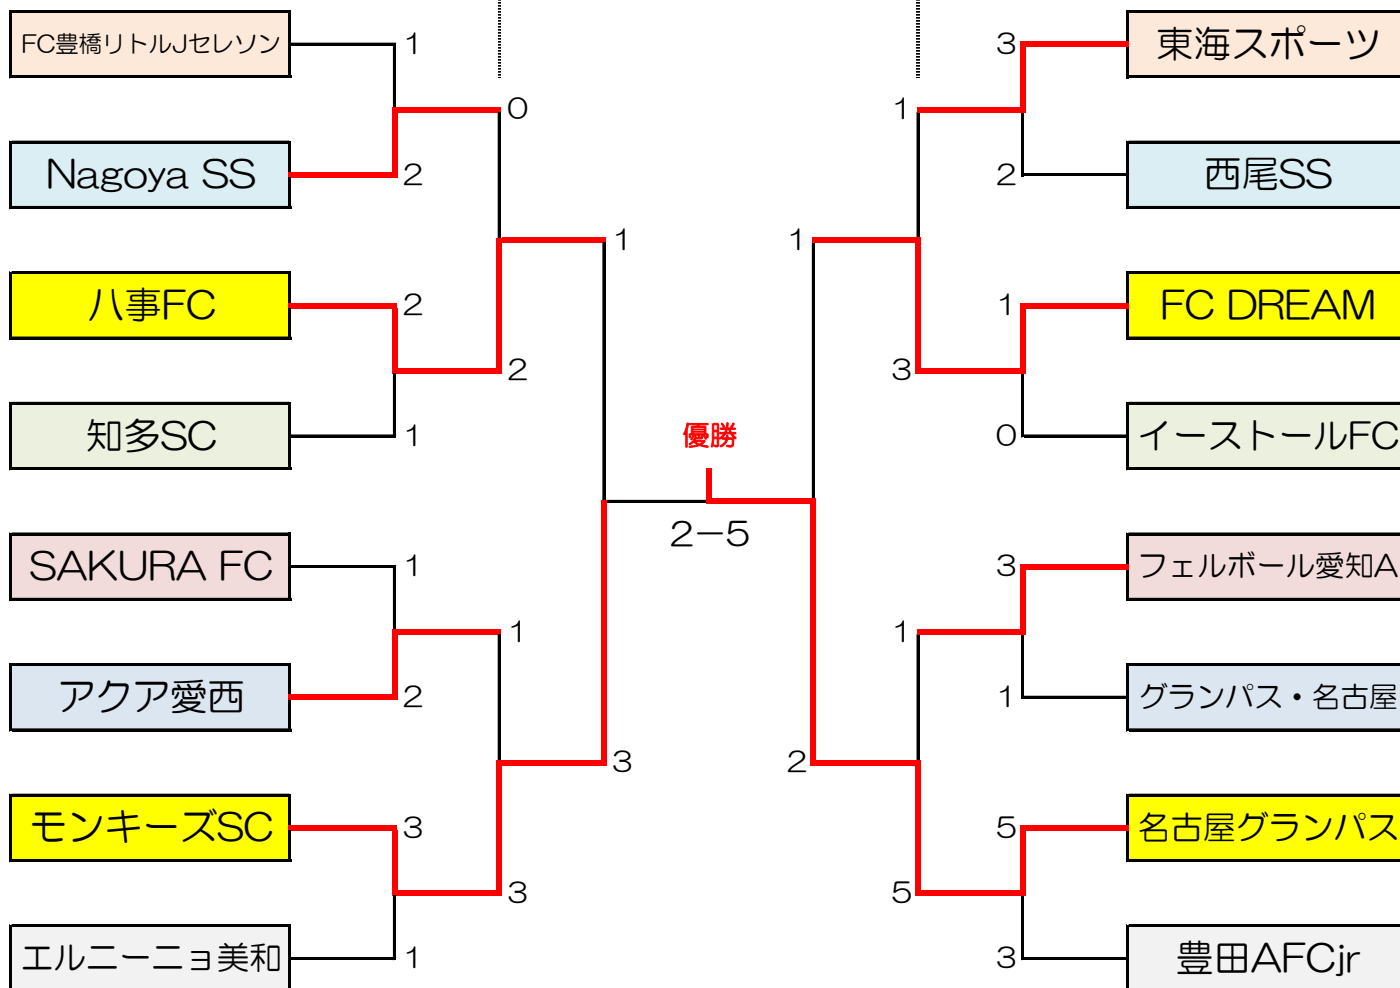 FC豊橋リトルJセレソン
1
0
Nagoya SS
2
1
八事FC
2
2
知多SC
1
SAKURA FC
1
1
アクア愛西
2
3
モンキーズSC
3
3
エルニーニョ美和
1
優勝
2−5
3
東海スポーツ
1
2
西尾SS
1
1
FC DREAM
3
0
イーストールFC
3
フェルボール愛知A
1
1
グランパス・名古屋
2
5
名古屋グランパス
5
3
豊田AFCjr